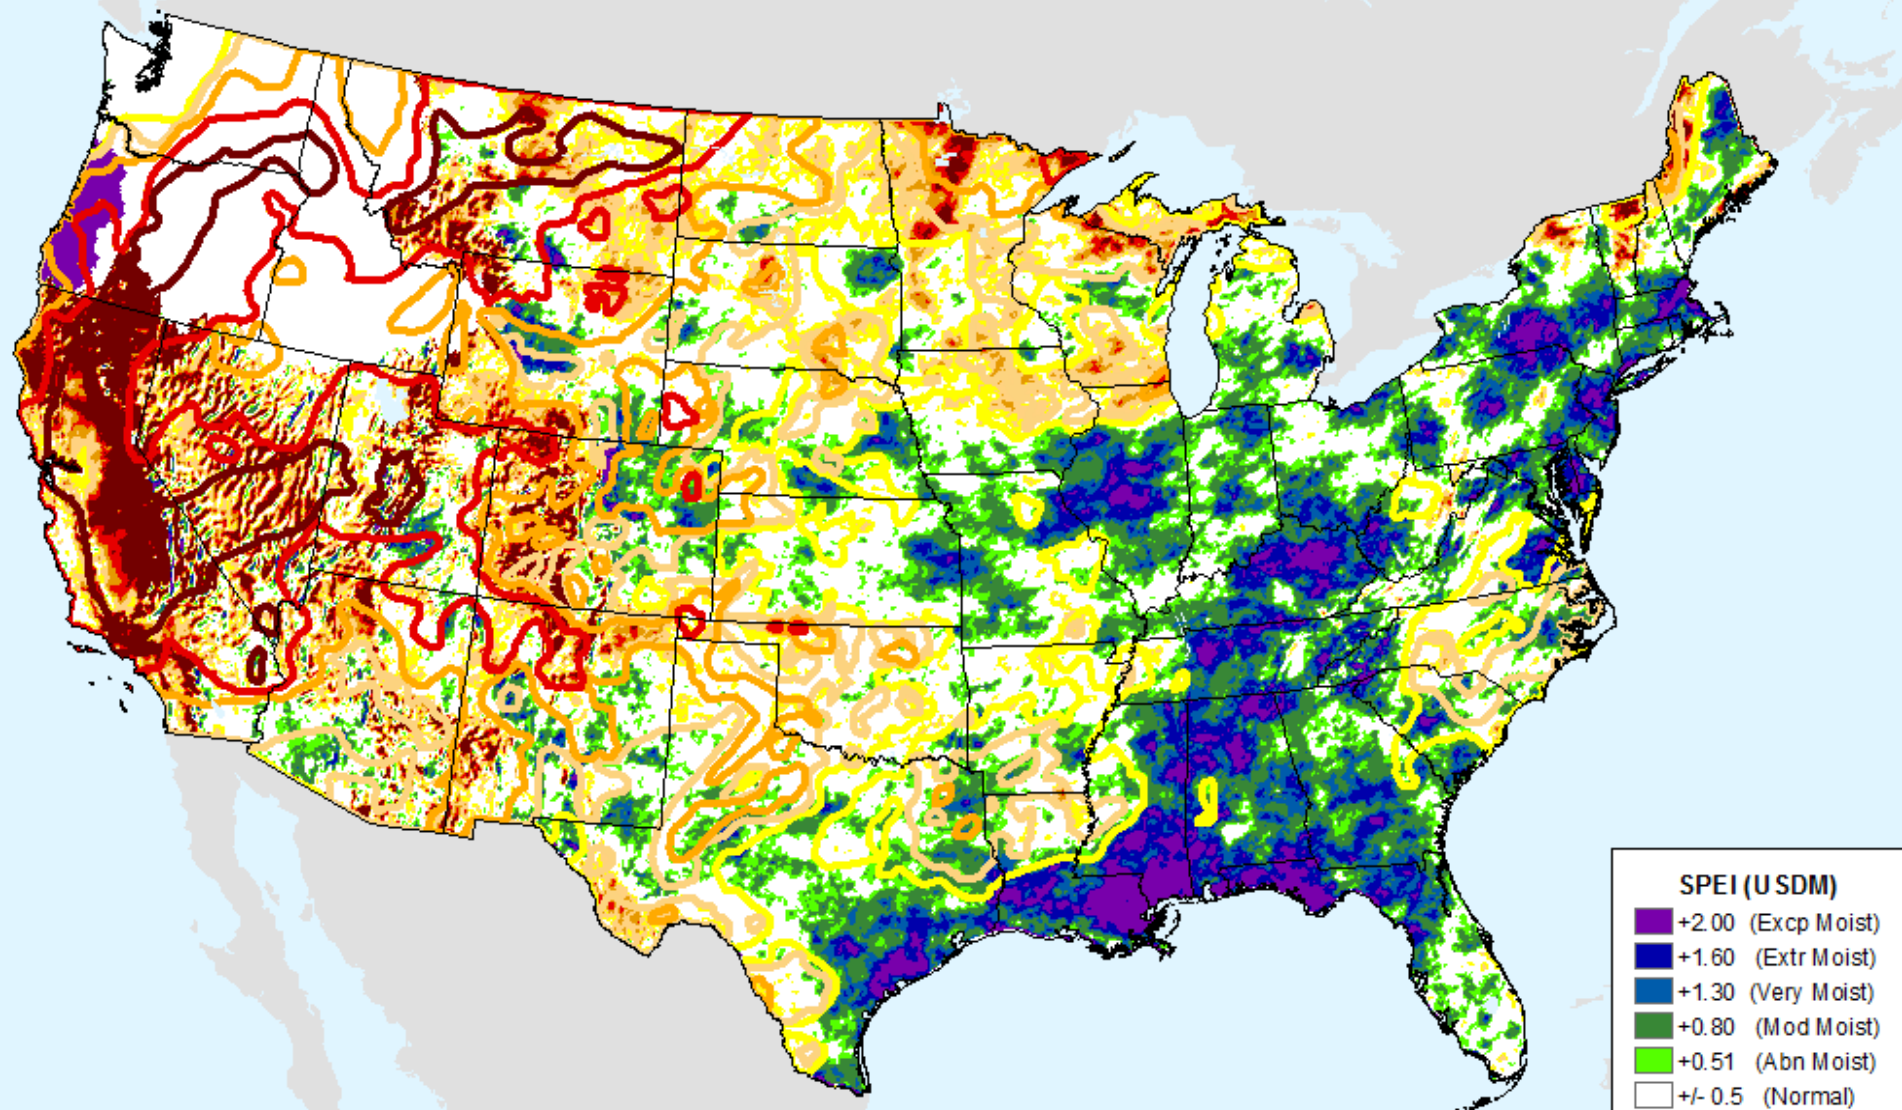 SPEI (USDM)
+2.00 (Excp Moist)
+1.60 (Extr Moist)
+1.30 (Very Moist)
+0.80 (Mod Moist)
+0.51 (Abn Moist)
+/- 0.5 (Normal)